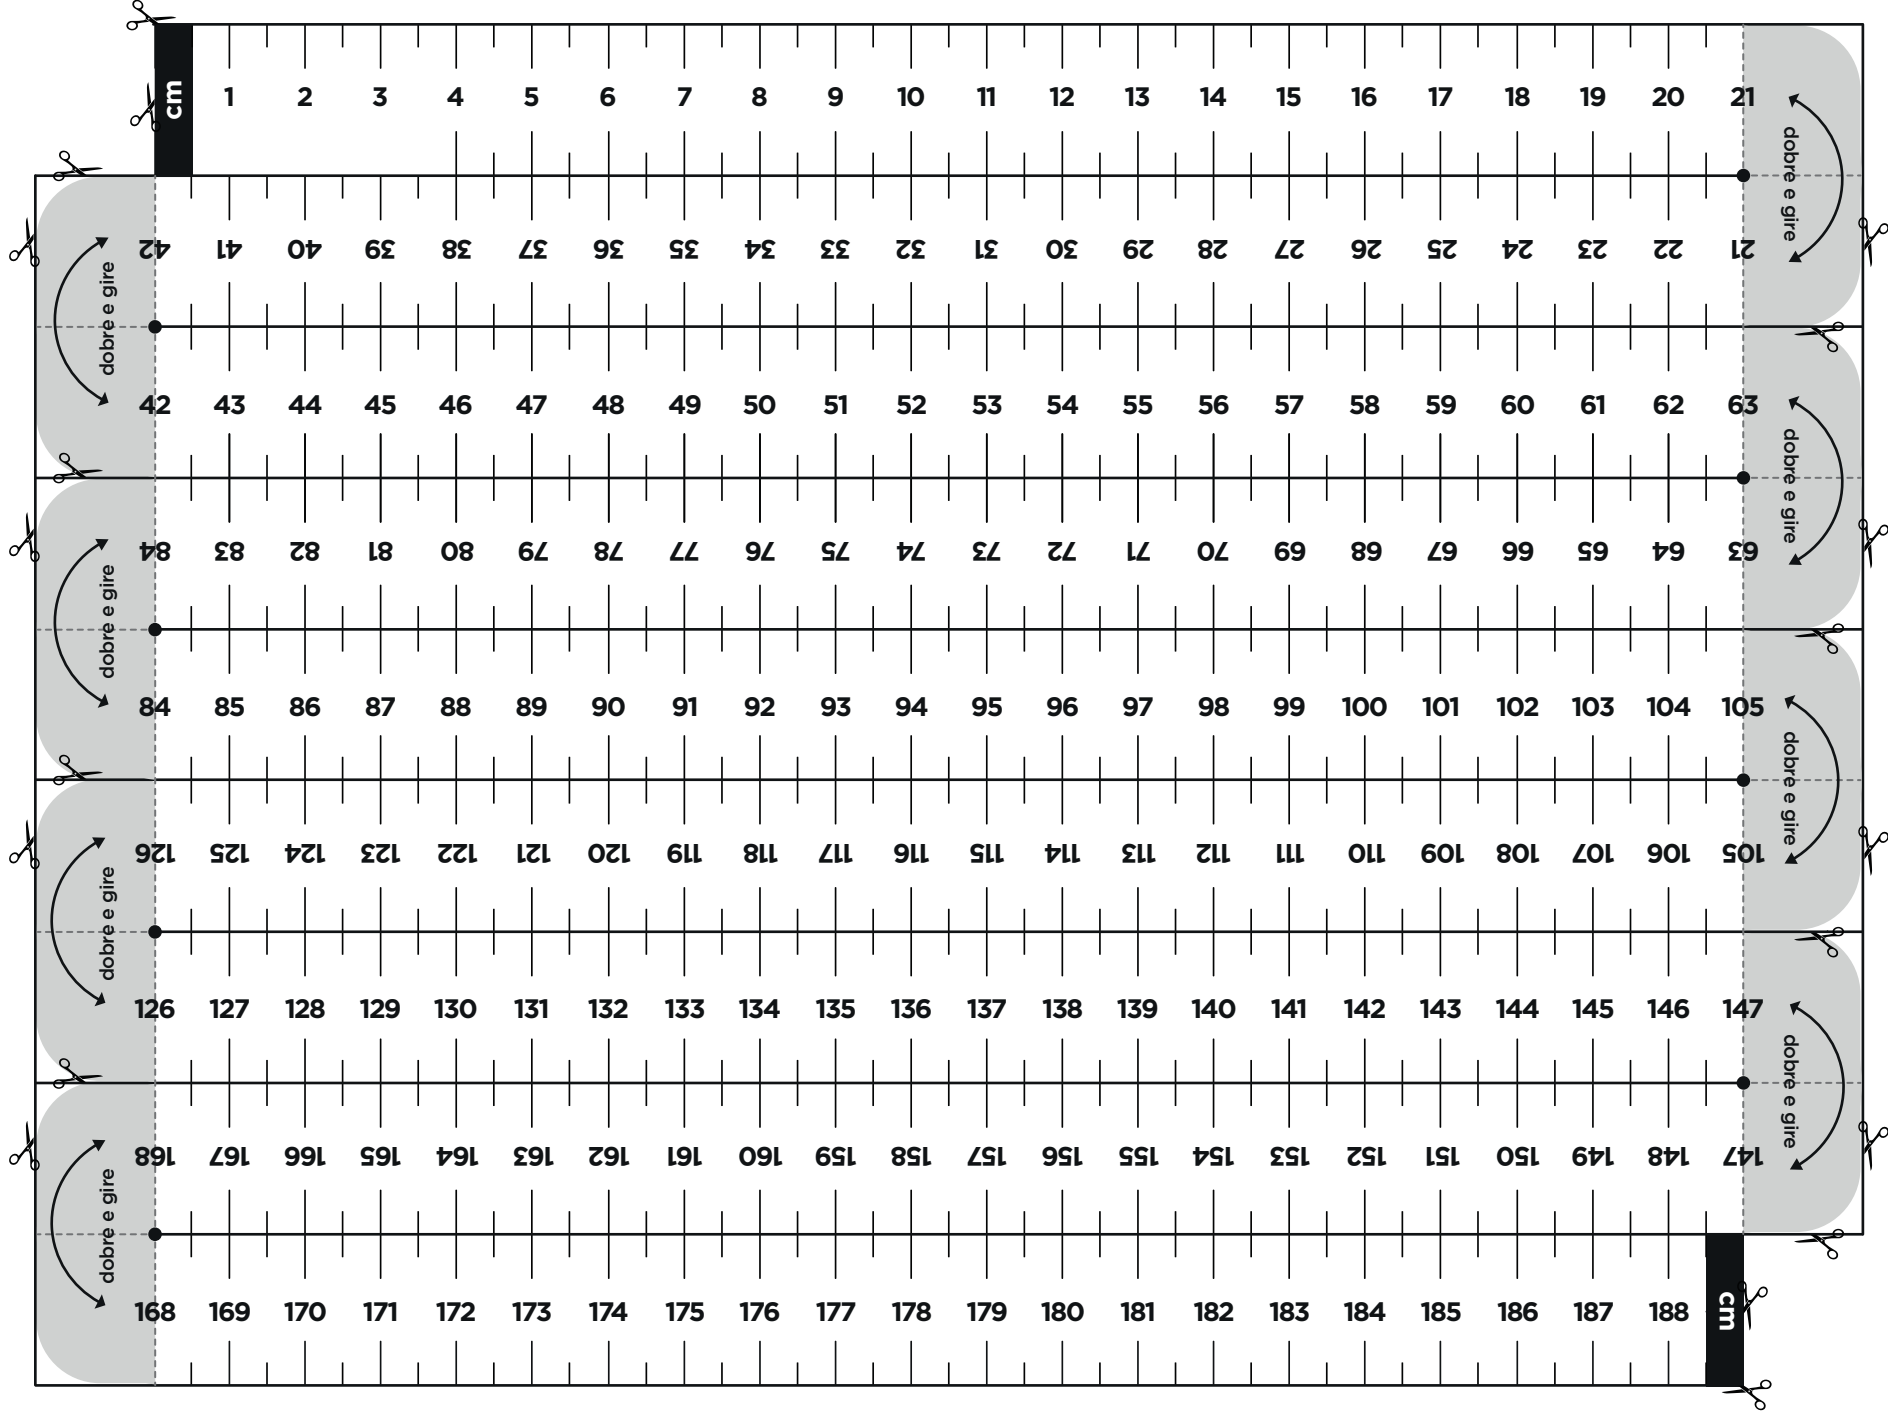 cm 1 2 3 4 5 6 7 8 9 10 11 12 13 14 15 16 17 18 19 20 21
dobre e gire
42 41 40 39 38 37 36 35 34 33 32 31 30 29 28 27 26 25 24 23 22 21
dobre e gire
42 43 44 45 46 47 48 49 50 51 52 53 54 55 56 57 58 59 60 61 62 63
dobre e gire
84 83 82 81 80 79 78 77 76 75 74 73 72 71 70 69 68 67 66 65 64 63
dobre e gire
84 85 86 87 88 89 90 91 92 93 94 95 96 97 98 99 100 101 102 103 104 105
dobre e gire
126 125 124 123 122 121 120 119 118 117 116 115 114 113 112 111 110 109 108 107 106 105
dobre e gire
126 127 128 129 130 131 132 133 134 135 136 137 138 139 140 141 142 143 144 145 146 147
dobre e gire
168 167 166 165 164 163 162 161 160 159 158 157 156 155 154 153 152 151 150 149 148 147
dobre e gire
168 169 170 171 172 173 174 175 176 177 178 179 180 181 182 183 184 185 186 187 188 cm